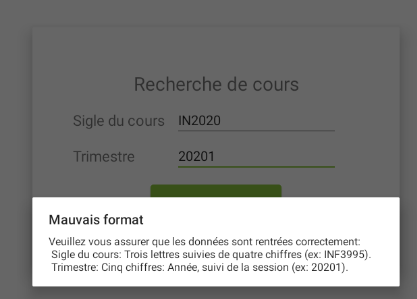 Recherche de cours
Sigle du cours IN2020
Trimestre 20201
Mauvais format
Veuillez vous assurer que les données sont rentrées correctement:
Sigle du cours: Trois lettres suivies de quatre chiffres (ex: INF3995).
Trimestre: Cinq chiffres: Année, suivi de la session (ex: 20201).